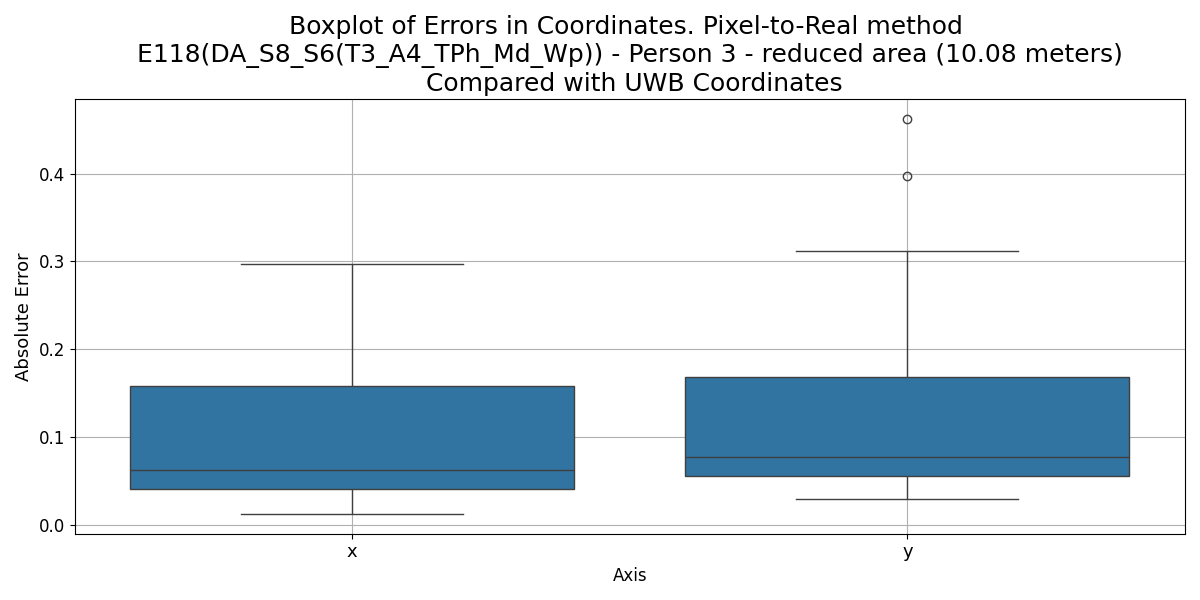 Boxplot of Errors in Coordinates. Pixel-to-Real method
E118(DA_S8_S6(T3_A4_TPh_Md_Wp)) - Person 3 - reduced area (10.08 meters)
Compared with UWB Coordinates
Absolute Error
0.4
0.3
0.2
0.1
0.0
x
y
Axis